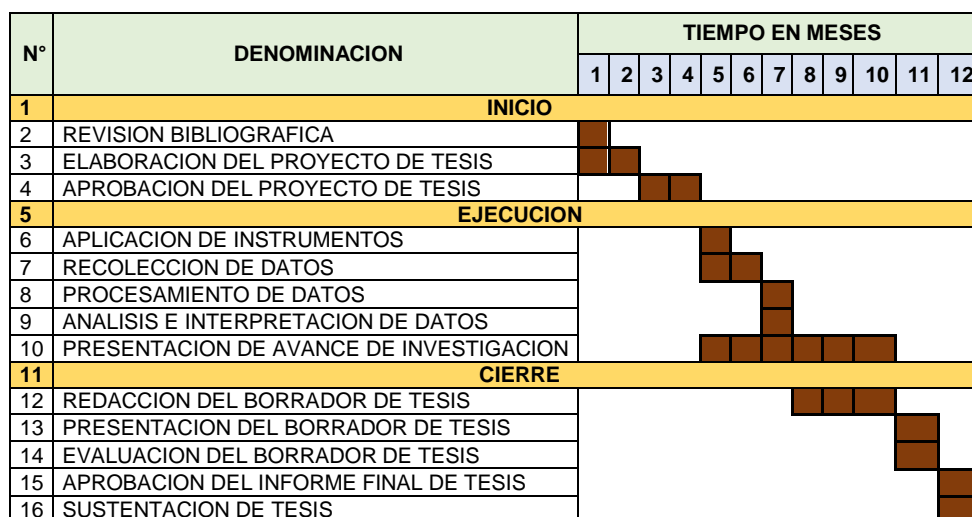 N° DENOMINACION TIEMPO EN MESES
1 2 3 4 5 6 7 8 9 10 11 12
1 INICIO
2 REVISION BIBLIOGRAFICA
3 ELABORACION DEL PROYECTO DE TESIS
4 APROBACION DEL PROYECTO DE TESIS
5 EJECUCION
6 APLICACION DE INSTRUMENTOS
7 RECOLECCION DE DATOS
8 PROCESAMIENTO DE DATOS
9 ANALISIS E INTERPRETACION DE DATOS
10 PRESENTACION DE AVANCE DE INVESTIGACION
11 CIERRE
12 REDACCION DEL BORRADOR DE TESIS
13 PRESENTACION DEL BORRADOR DE TESIS
14 EVALUACION DEL BORRADOR DE TESIS
15 APROBACION DEL INFORME FINAL DE TESIS
16 SUSTENTACION DE TESIS